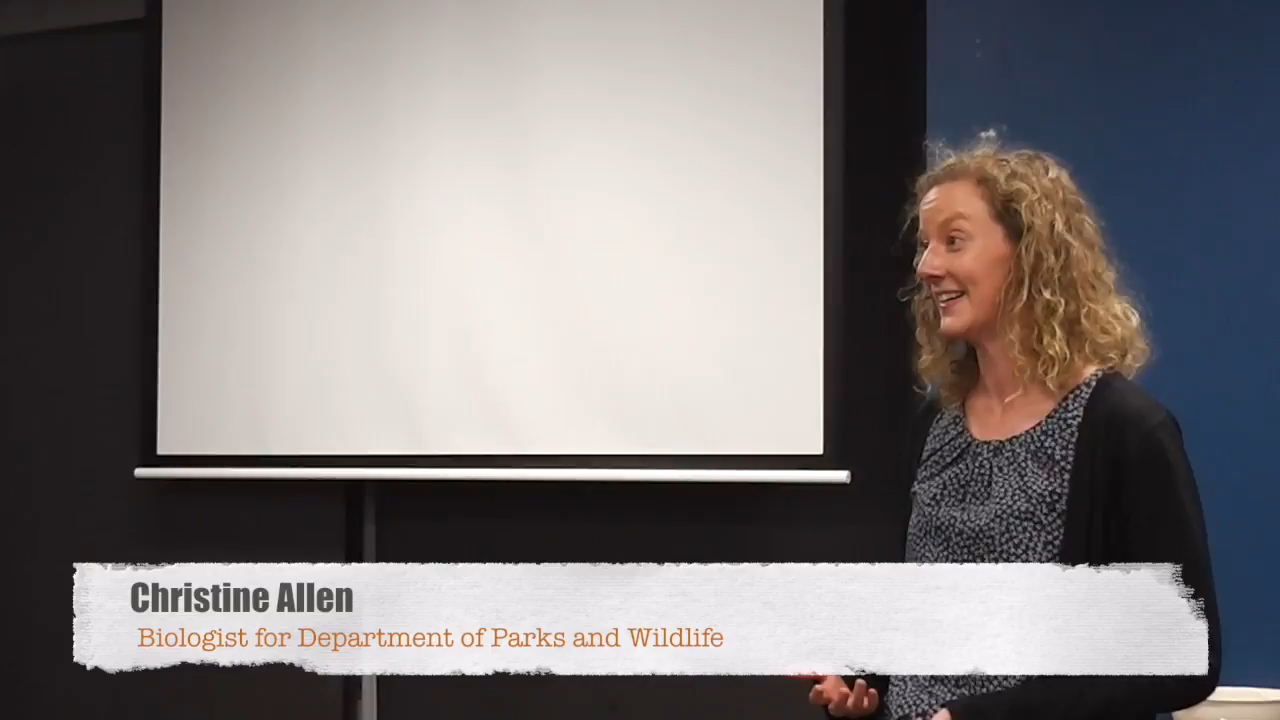 Christine Allen
Biologist for Department of Parks and Wildlife